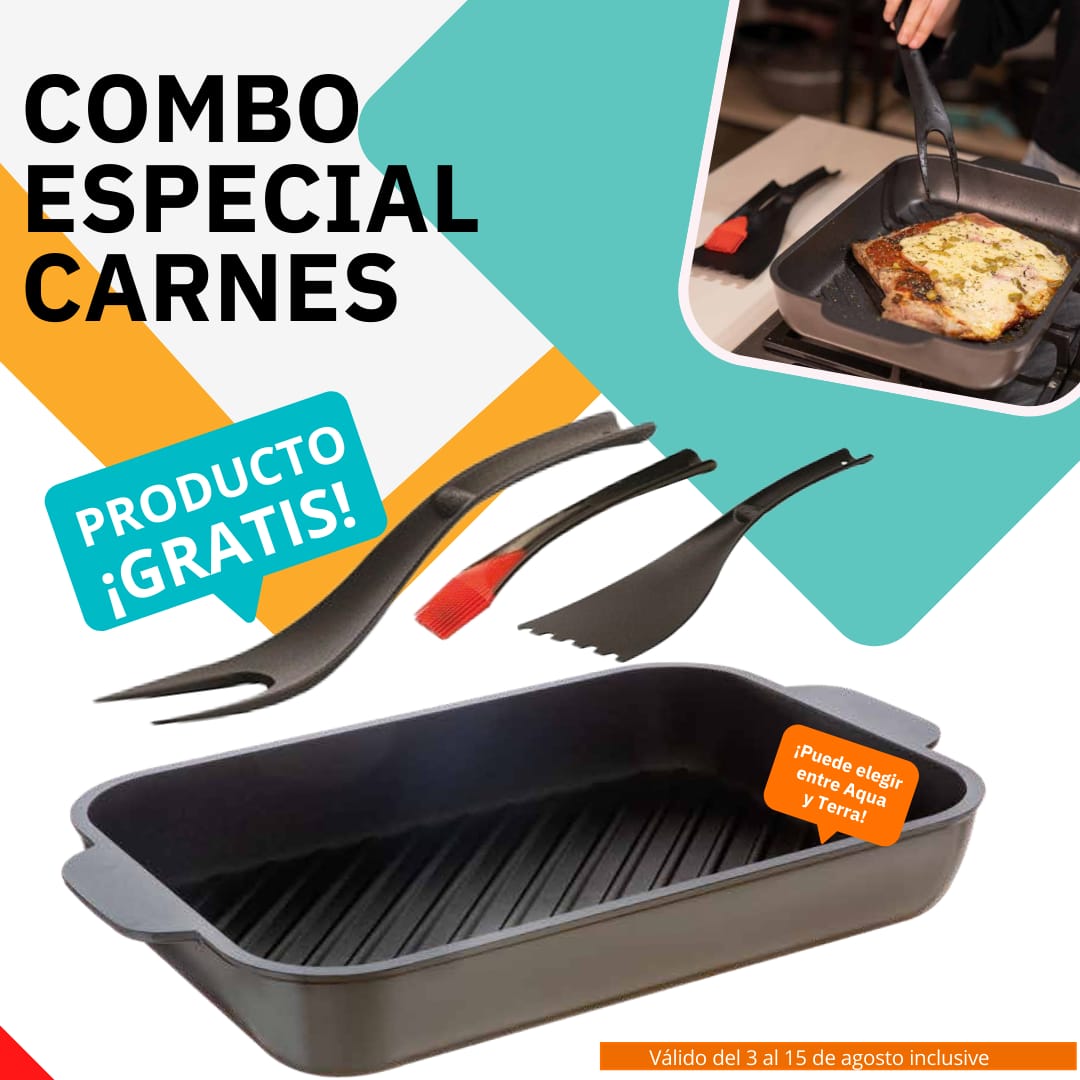 COMBO
ESPECIAL
CARNES
PRODUCTO
¡GRATIS!
¡Puede elegir
entre Aqua
y Terra!
Válido del 3 al 15 de agosto inclusive